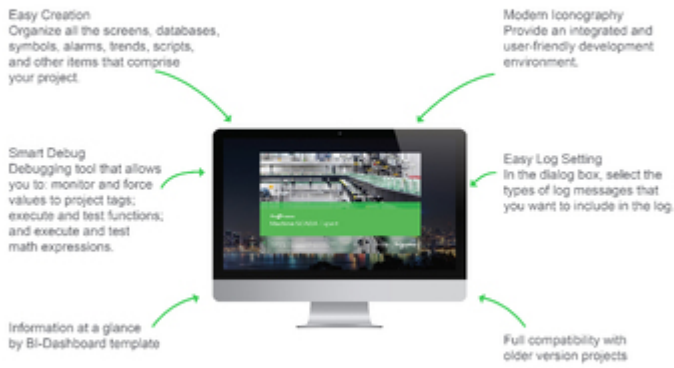 Easy Creation
Organize all the screens, databases,
symbols, alarms, trends, scripts,
and other items that comprise
your project.
Modern Iconography
Provide an integrated and
user-friendly development
environment.
Smart Debug
Debugging tool that allows
you to: monitor and force
values to project tags;
execute and test functions;
and execute and test
math expressions.
Easy Log Setting
In the dialog box, select the
types of log messages that
you want to include in the log.
Information at a glance
by BI-Dashboard template
Full compatibility with
older version projects